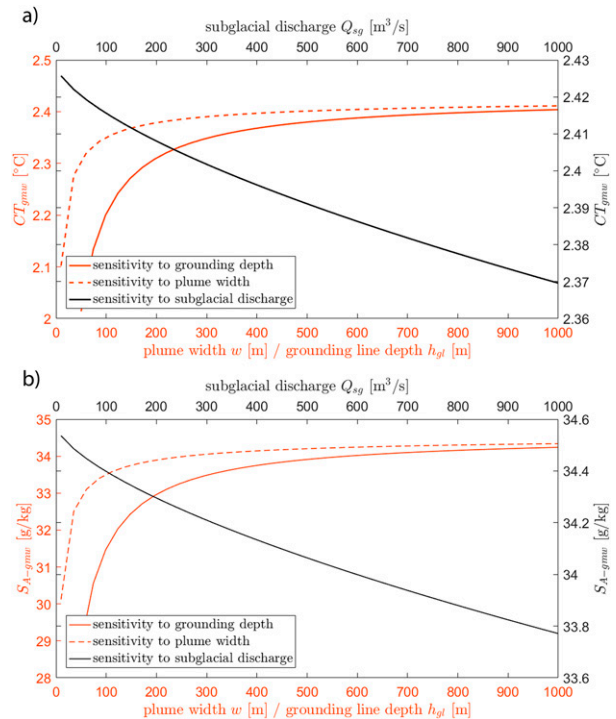 a)
subglacial discharge Q_sg [m³/s]
0 100 200 300 400 500 600 700 800 900 1000
2.5 2.43
2.42
2.4
2.41
2.3 2.4
2.39
2.2
2.38
2.1
2.37
2 2.36
CT_gmw [°C]
CT_gmw [°C]
sensitivity to grounding depth
sensitivity to plume width
sensitivity to subglacial discharge
0 100 200 300 400 500 600 700 800 900 1000
plume width w [m] / grounding line depth h_gl [m]
b)
subglacial discharge Q_sg [m³/s]
0 100 200 300 400 500 600 700 800 900 1000
35 34.6
34
34.4
33
32 34.2
31
34
30
33.8
29
28 33.6
S_A-gmw [g/kg]
S_A-gmw [g/kg]
sensitivity to grounding depth
sensitivity to plume width
sensitivity to subglacial discharge
0 100 200 300 400 500 600 700 800 900 1000
plume width w [m] / grounding line depth h_gl [m]